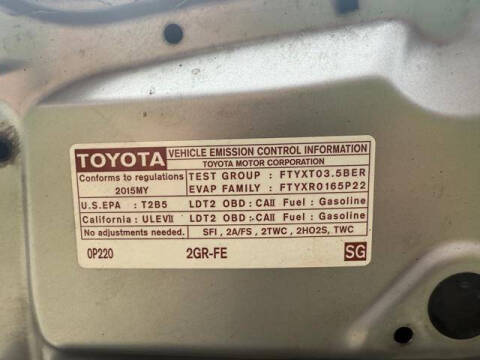 TOYOTA VEHICLE EMISSION CONTROL INFORMATION
TOYOTA MOTOR CORPORATION
Conforms to regulations TEST GROUP : FTYXT03.5BER
2015MY EVAP FAMILY : FTYXR0165P22
U.S.EPA : T2B5 LDT2 OBD : CAII Fuel : Gasoline
California : ULEVII LDT2 OBD : CAII Fuel : Gasoline
No adjustments needed. SFI , 2A/FS , 2TWC , 2HO2S, TWC
0P220 2GR-FE SG